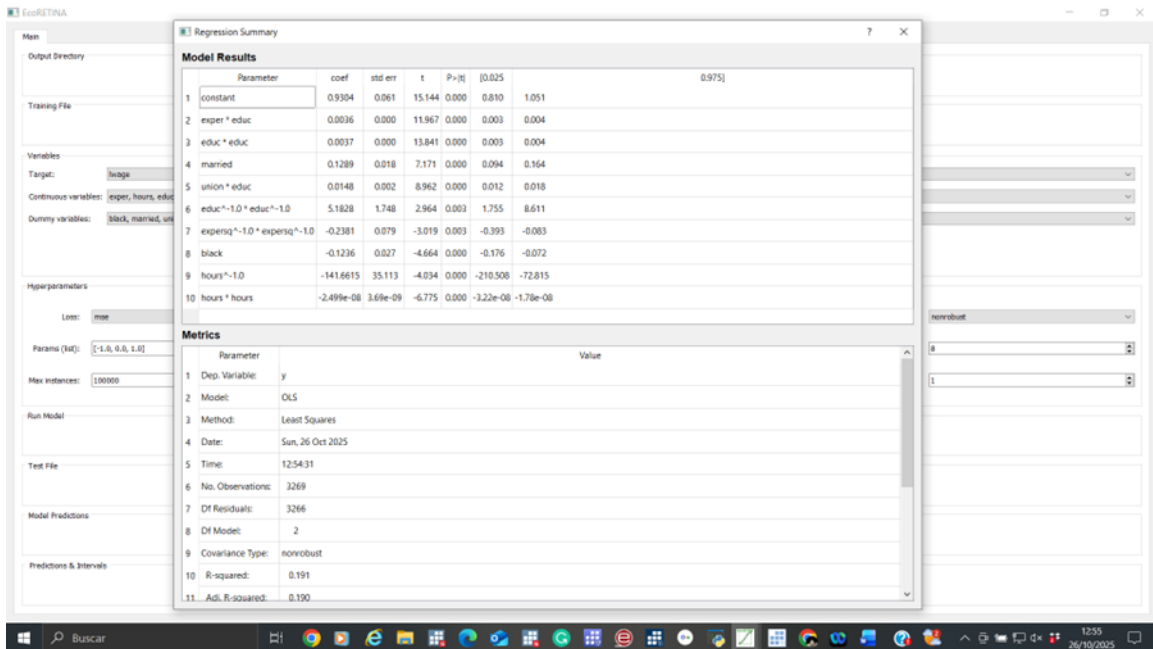 EcoRETINA
Main
Output Directory
Training File
Variables
Target: lwage
Continuous variables: exper, hours, educ
Dummy variables: black, married, uni
Hyperparameters
Loss: mse
Params (list): [-1.0, 0.0, 1.0]
Max instances: 100000
Run Model
Test File
Model Predictions
Predictions & Intervals
nonrobust
8
1
Regression Summary ?
Model Results
Parameter coef std err t P>|t| [0.025 0.975]
1 constant 0.9304 0.061 15.144 0.000 0.810 1.051
2 exper * educ 0.0036 0.000 11.967 0.000 0.003 0.004
3 educ * educ 0.0037 0.000 13.841 0.000 0.003 0.004
4 married 0.1289 0.018 7.171 0.000 0.094 0.164
5 union * educ 0.0148 0.002 8.962 0.000 0.012 0.018
6 educ^-1.0 * educ^-1.0 5.1828 1.748 2.964 0.003 1.755 8.611
7 expersq^-1.0 * expersq^-1.0 -0.2381 0.079 -3.019 0.003 -0.393 -0.083
8 black -0.1236 0.027 -4.664 0.000 -0.176 -0.072
9 hours^-1.0 -141.6615 35.113 -4.034 0.000 -210.508 -72.815
10 hours * hours -2.499e-08 3.69e-09 -6.775 0.000 -3.22e-08 -1.78e-08
Metrics
Parameter Value
1 Dep. Variable: y
2 Model: OLS
3 Method: Least Squares
4 Date: Sun, 26 Oct 2025
5 Time: 12:54:31
6 No. Observations: 3269
7 Df Residuals: 3266
8 Df Model: 2
9 Covariance Type: nonrobust
10 R-squared: 0.191
11 Adj. R-squared: 0.190
Buscar
12:55
26/10/2025